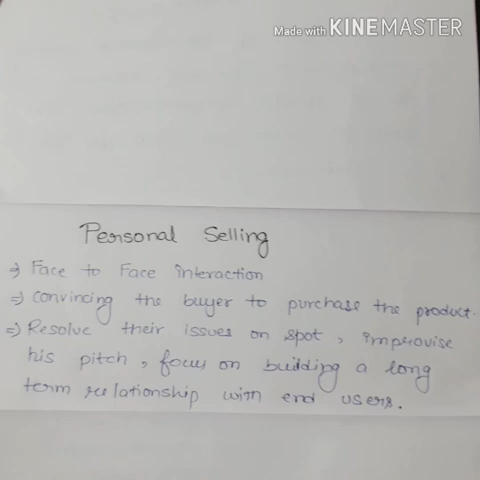 Made with KINEMASTER
Personal Selling
⇒ Face to Face interaction
⇒ convincing the buyer to purchase the product.
⇒ Resolve their issues on spot, improvise
his pitch, focus on building a long
term relationship with end users.